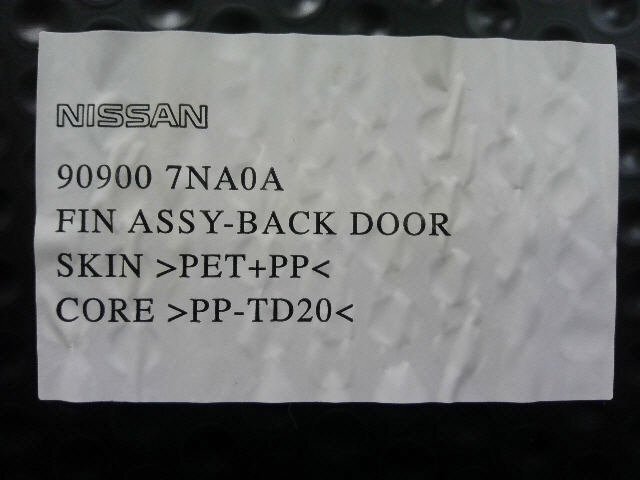 NISSAN
90900 7NA0A
FIN ASSY-BACK DOOR
SKIN >PET+PP<
CORE >PP-TD20<